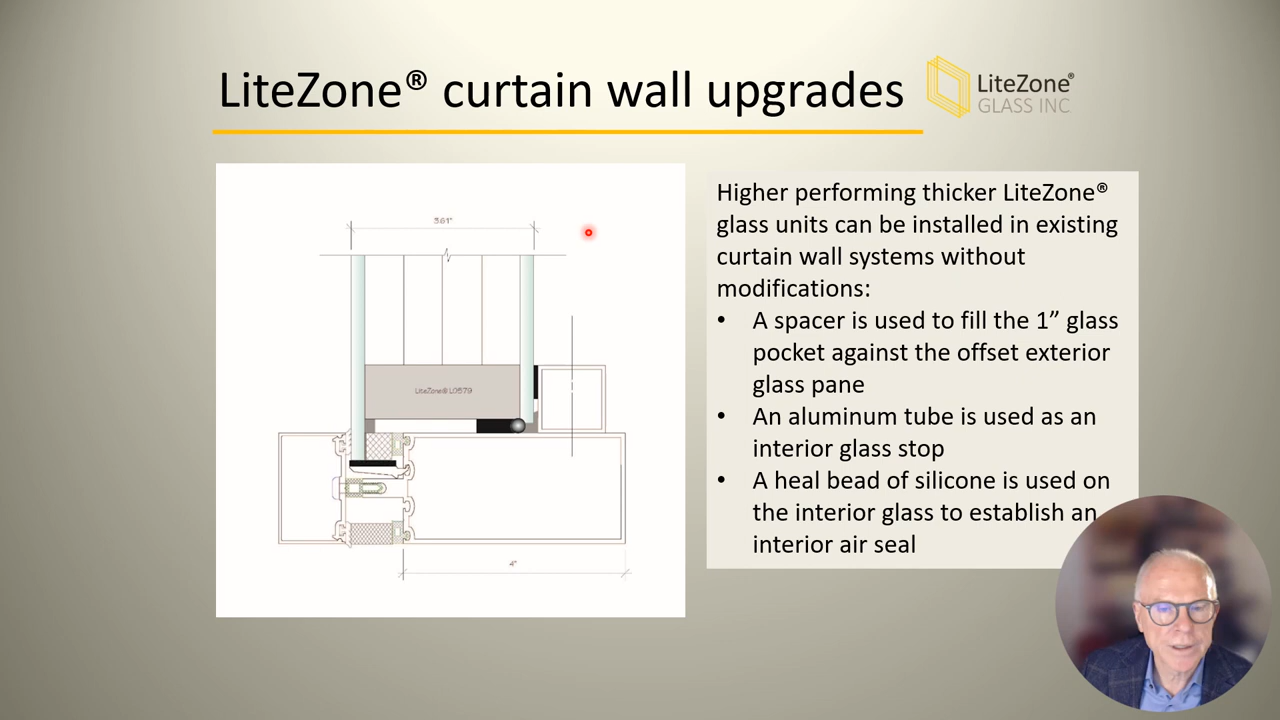 LiteZone® curtain wall upgrades
LiteZone®
GLASS INC.
3.61"
LiteZone® L0579
4"
Higher performing thicker LiteZone®
glass units can be installed in existing
curtain wall systems without
modifications:
• A spacer is used to fill the 1” glass
pocket against the offset exterior
glass pane
• An aluminum tube is used as an
interior glass stop
• A heal bead of silicone is used on
the interior glass to establish an
interior air seal